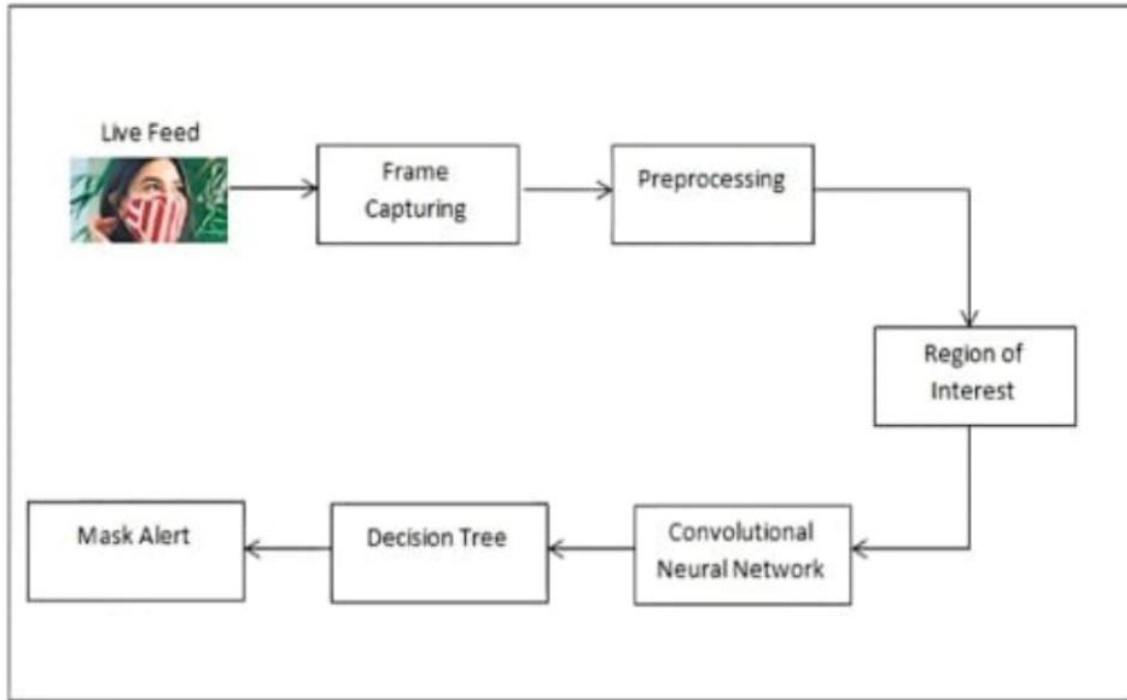 Live Feed
Frame
Capturing
Preprocessing
Region of
Interest
Convolutional
Neural Network
Decision Tree
Mask Alert